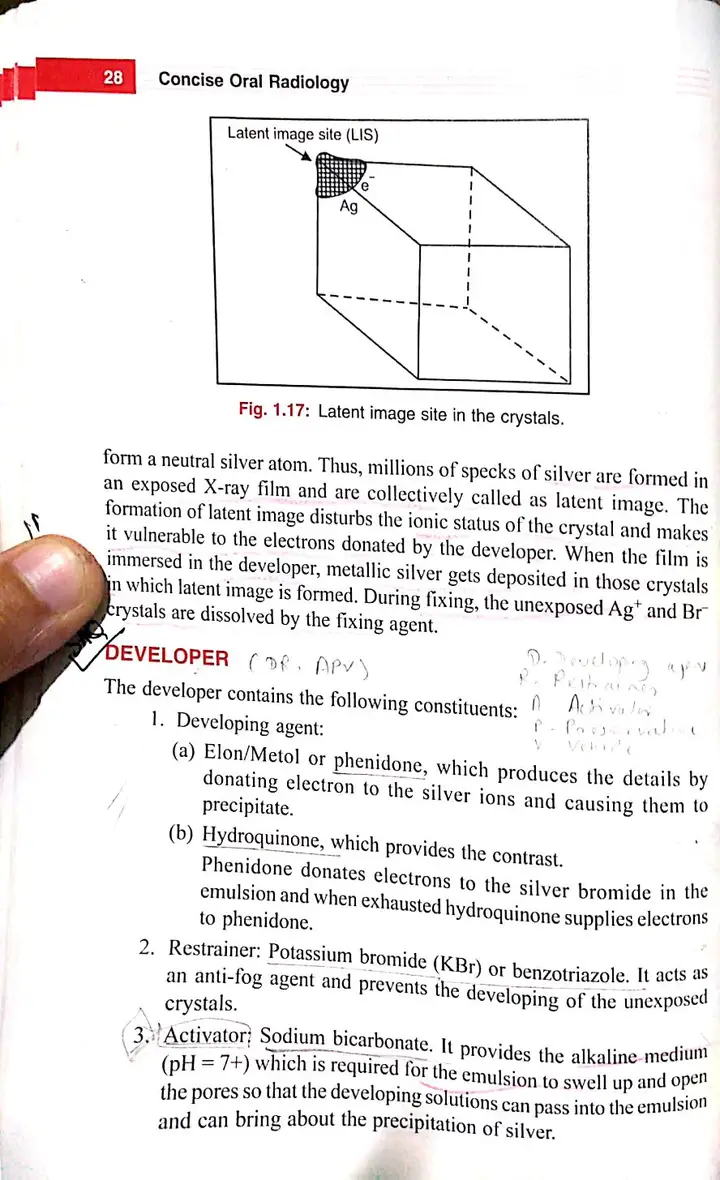 28 Concise Oral Radiology
Latent image site (LIS)
e⁻
Ag
Fig. 1.17: Latent image site in the crystals.
form a neutral silver atom. Thus, millions of specks of silver are formed in
an exposed X-ray film and are collectively called as latent image. The
formation of latent image disturbs the ionic status of the crystal and makes
it vulnerable to the electrons donated by the developer. When the film is
immersed in the developer, metallic silver gets deposited in those crystals
in which latent image is formed. During fixing, the unexposed Ag⁺ and Br⁻
crystals are dissolved by the fixing agent.
DEVELOPER (DR. APV)
D. Developing
R. Restrainer
The developer contains the following constituents:
A Activator
P - Preservative
V Vehicle
1. Developing agent:
(a) Elon/Metol or phenidone, which produces the details by
donating electron to the silver ions and causing them to
precipitate.
(b) Hydroquinone, which provides the contrast.
Phenidone donates electrons to the silver bromide in the
emulsion and when exhausted hydroquinone supplies electrons
to phenidone.
2. Restrainer: Potassium bromide (KBr) or benzotriazole. It acts as
an anti-fog agent and prevents the developing of the unexposed
crystals.
3. Activator: Sodium bicarbonate. It provides the alkaline medium
(pH = 7+) which is required for the emulsion to swell up and open
the pores so that the developing solutions can pass into the emulsion
and can bring about the precipitation of silver.